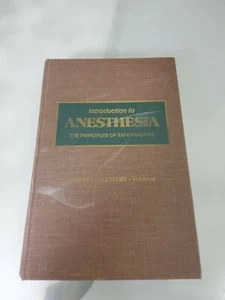 Introduction to
ANESTHESIA
THE PRINCIPLES OF SAFE PRACTICE